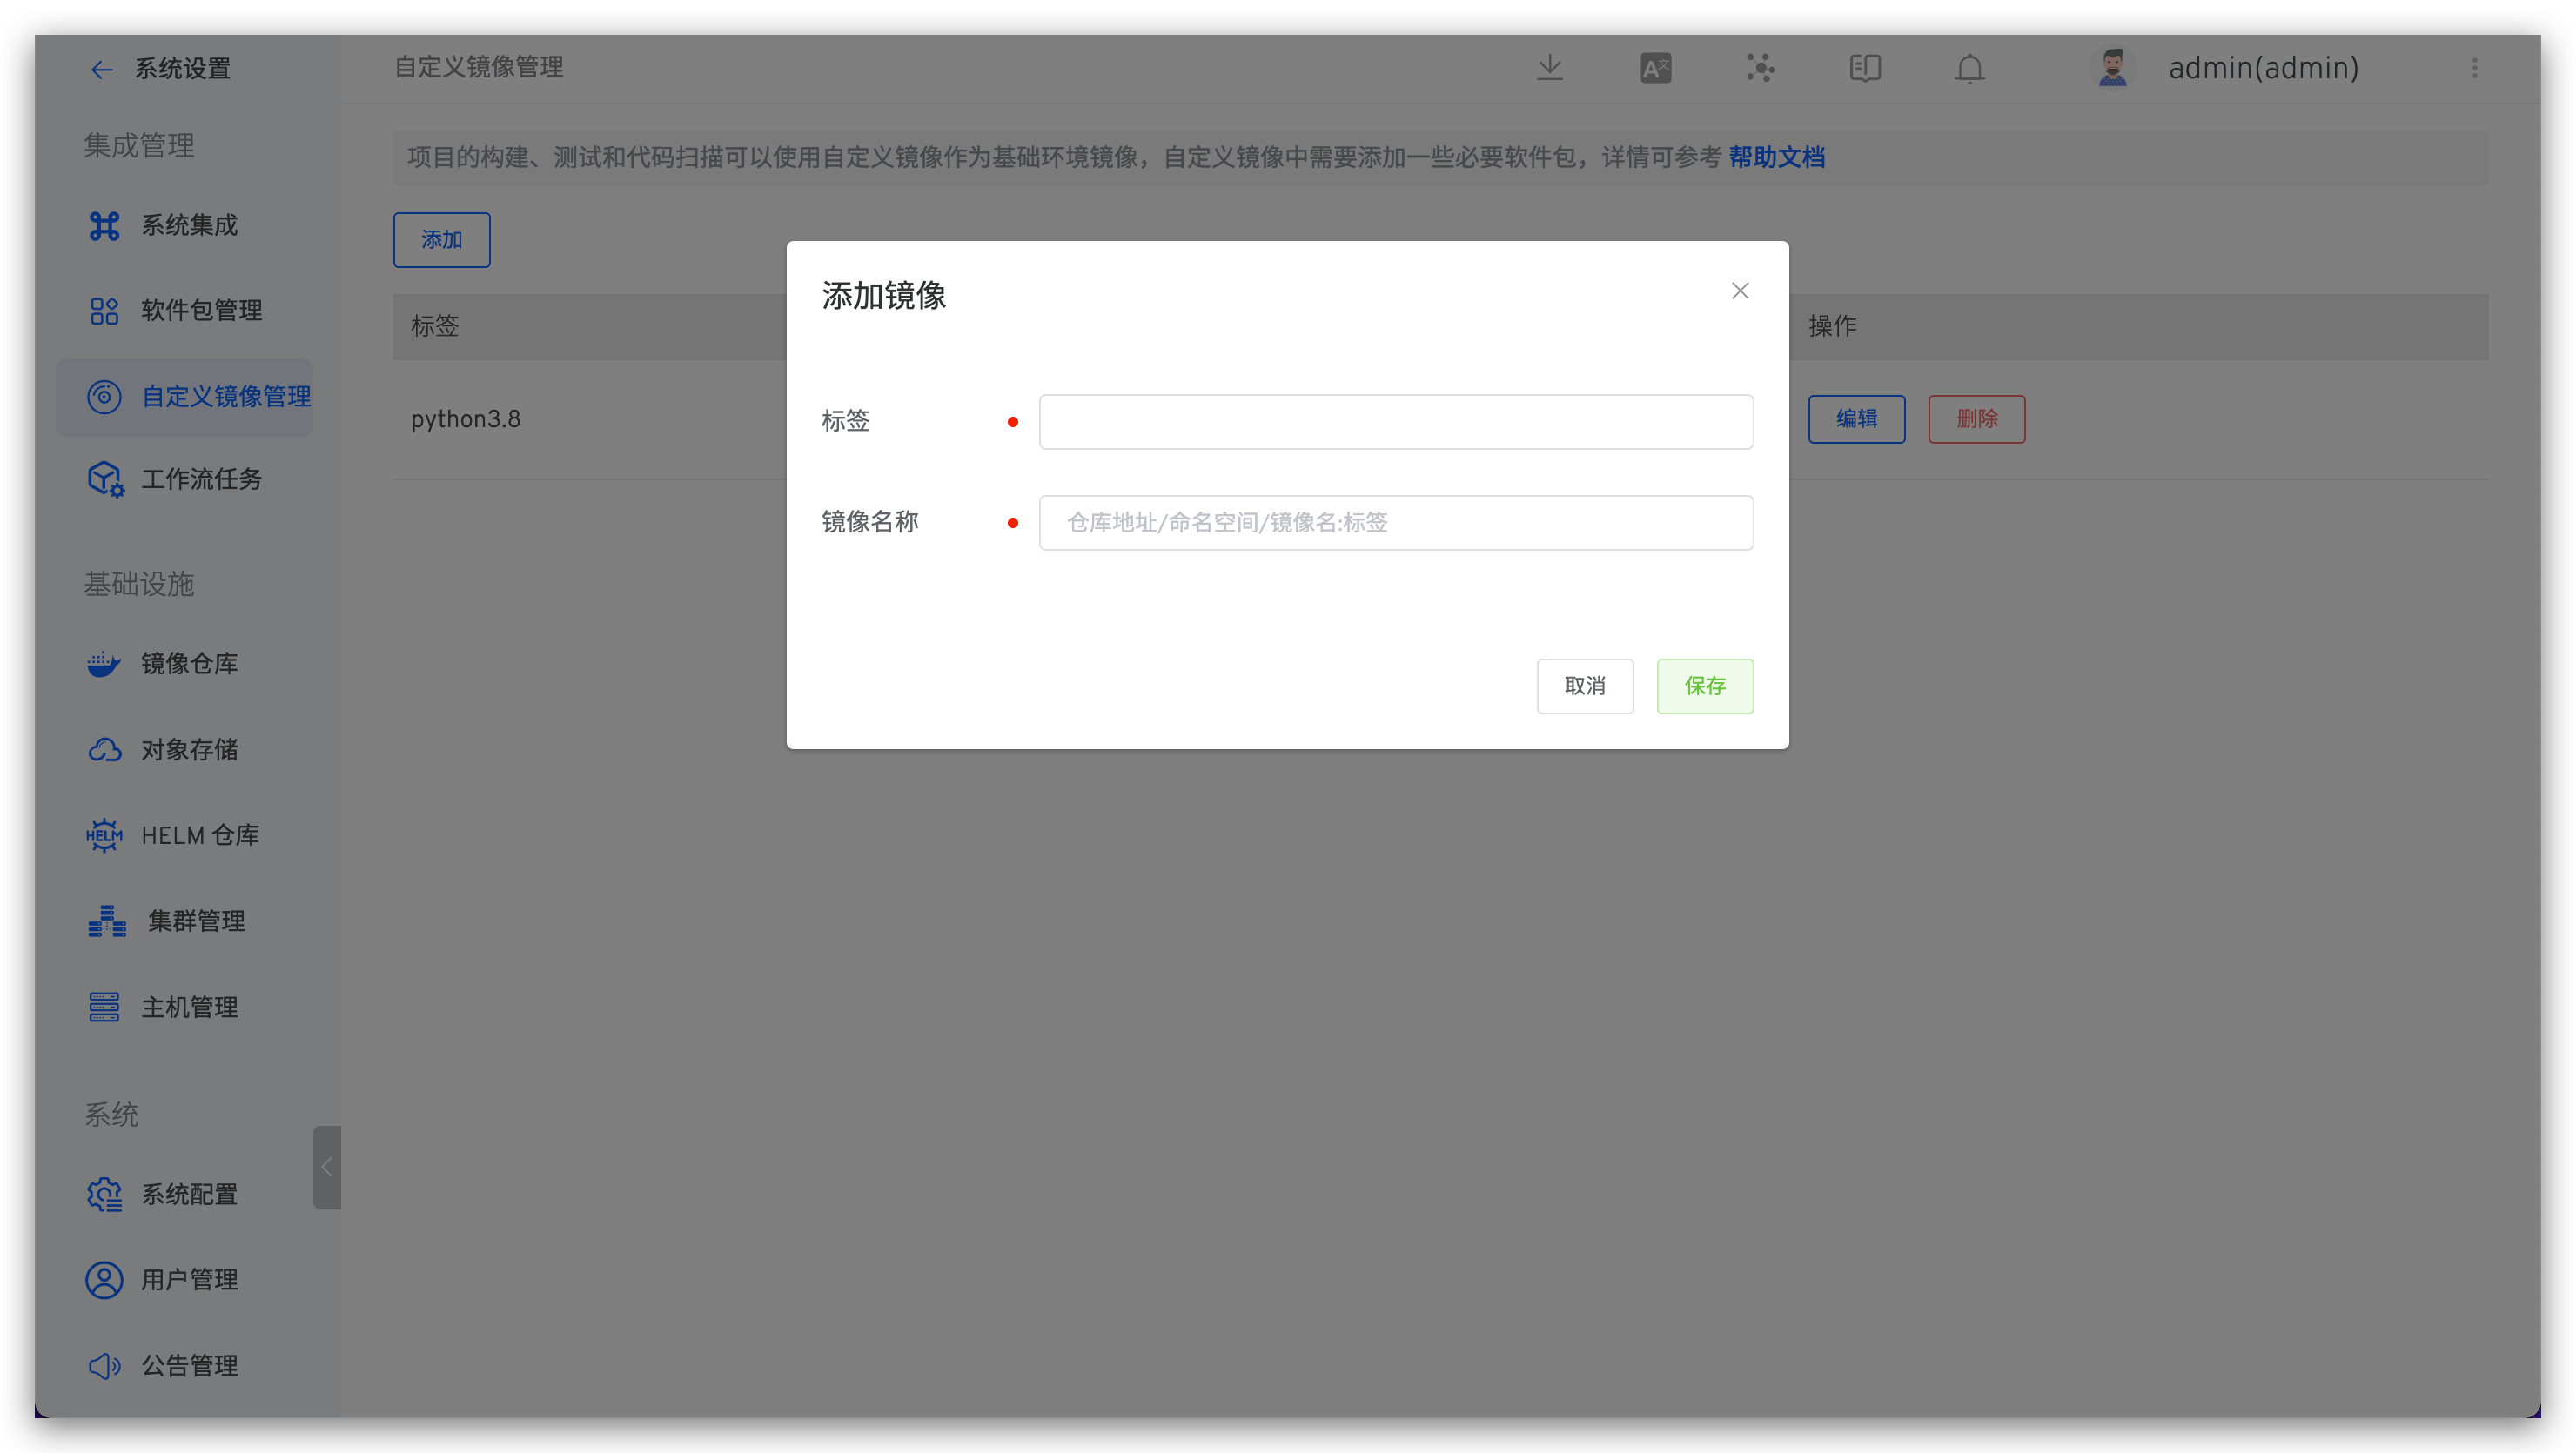 系统设置
自定义镜像管理
A文
admin(admin)
集成管理
系统集成
软件包管理
自定义镜像管理
工作流任务
基础设施
镜像仓库
对象存储
HELM
HELM 仓库
集群管理
主机管理
系统
系统配置
用户管理
公告管理
项目的构建、测试和代码扫描可以使用自定义镜像作为基础环境镜像，自定义镜像中需要添加一些必要软件包，详情可参考 帮助文档
添加
标签
操作
python3.8
编辑
删除
添加镜像
标签
镜像名称
仓库地址/命名空间/镜像名:标签
取消
保存